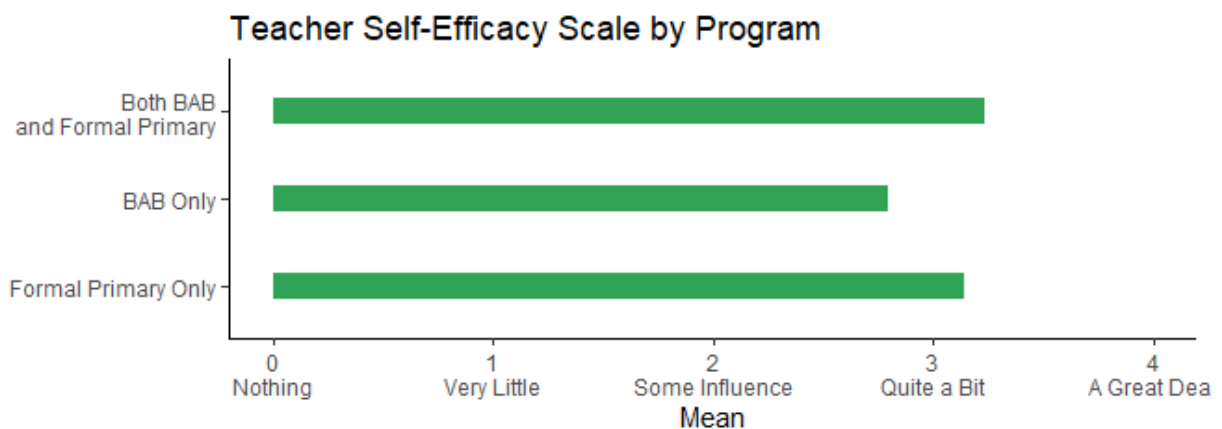 Teacher Self-Efficacy Scale by Program
Both BAB
and Formal Primary
BAB Only
Formal Primary Only
0 1 2 3 4
Nothing Very Little Some Influence Quite a Bit A Great Dea
Mean